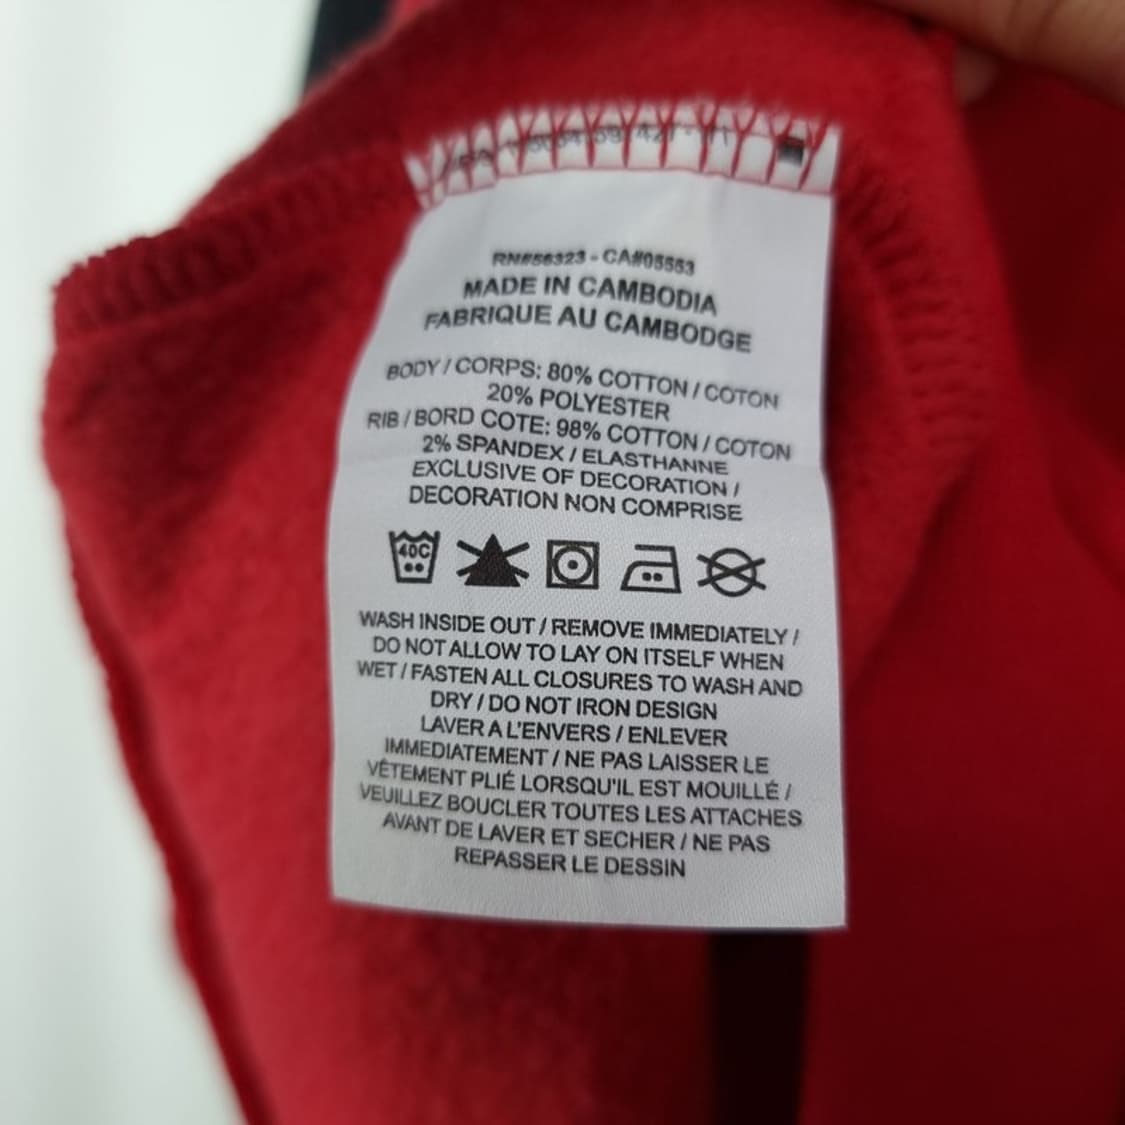 RN#56323 - CA#05553
MADE IN CAMBODIA
FABRIQUE AU CAMBODGE
BODY / CORPS: 80% COTTON / COTON
20% POLYESTER
RIB / BORD COTE: 98% COTTON / COTON
2% SPANDEX / ELASTHANNE
EXCLUSIVE OF DECORATION /
DECORATION NON COMPRISE
40C
WASH INSIDE OUT / REMOVE IMMEDIATELY /
DO NOT ALLOW TO LAY ON ITSELF WHEN
WET / FASTEN ALL CLOSURES TO WASH AND
DRY / DO NOT IRON DESIGN
LAVER A L'ENVERS / ENLEVER
IMMEDIATEMENT / NE PAS LAISSER LE
VÊTEMENT PLIÉ LORSQU'IL EST MOUILLÉ /
VEUILLEZ BOUCLER TOUTES LES ATTACHES
AVANT DE LAVER ET SECHER / NE PAS
REPASSER LE DESSIN